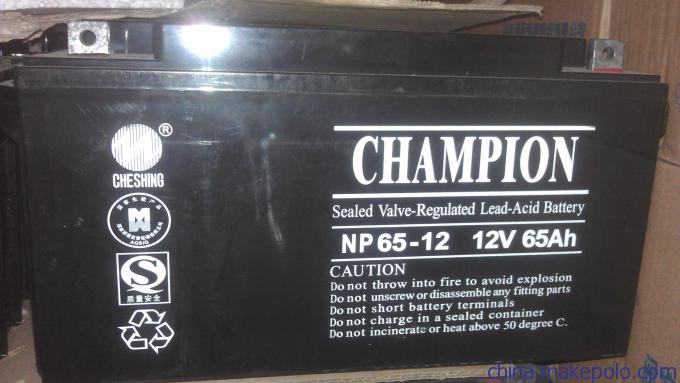 ®
CHESHING
AQSIQ
质量安全
CHAMPION
Sealed Valve-Regulated Lead-Acid Battery
NP 65-12 12V 65Ah
CAUTION
Do not throw into fire to avoid explosion
Do not unscrew or disassemble any fitting parts
Do not short battery terminals
Do not charge in a sealed container
Do not incinerate or heat above 50 degree C.
china.makepolo.com